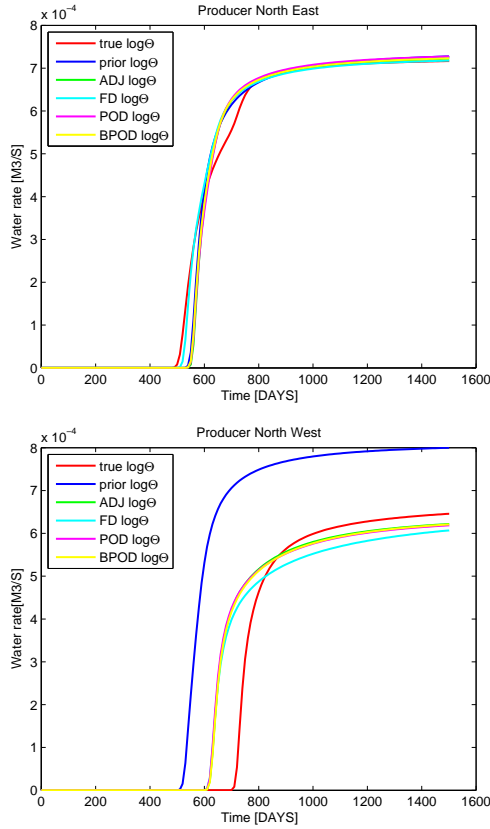 Producer North East
x 10⁻⁴
8
7
6
5
4
3
2
1
0
Water rate [M3/S]
true logΘ
prior logΘ
ADJ logΘ
FD logΘ
POD logΘ
BPOD logΘ
0 200 400 600 800 1000 1200 1400 1600
Time [DAYS]
Producer North West
x 10⁻⁴
8
7
6
5
4
3
2
1
0
Water rate[M3/S]
true logΘ
prior logΘ
ADJ logΘ
FD logΘ
POD logΘ
BPOD logΘ
0 200 400 600 800 1000 1200 1400 1600
Time [DAYS]